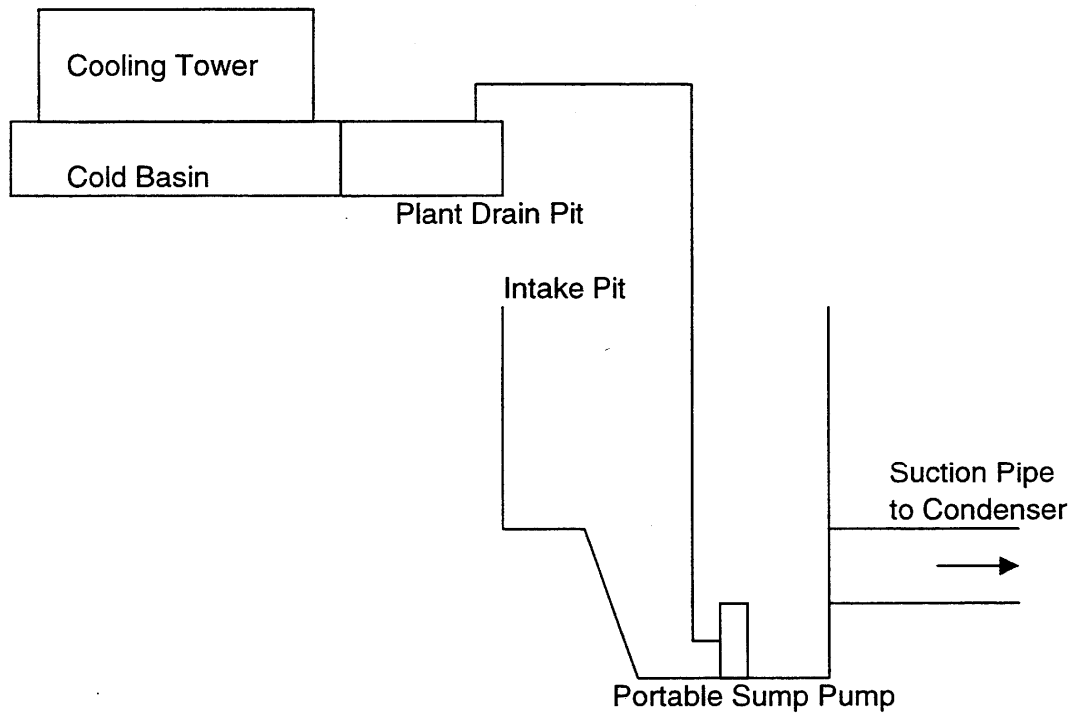 Cooling Tower
Cold Basin
Plant Drain Pit
Intake Pit
Suction Pipe
to Condenser
Portable Sump Pump